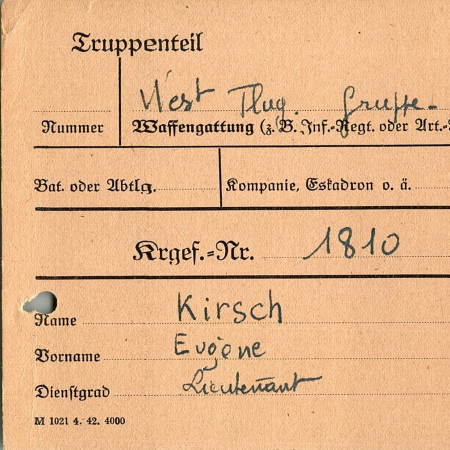 Truppenteil
West Flug. Gruppe-
Nummer Waffengattung (z.B. Inf.-Regt. oder Art.-
Bat. oder Abtlg. Kompanie, Eskadron o. ä.
Krgef.-Nr. 1810
Name Kirsch
Vorname Eugene
Dienstgrad Lieutenant
M 1021 4. 42. 4000